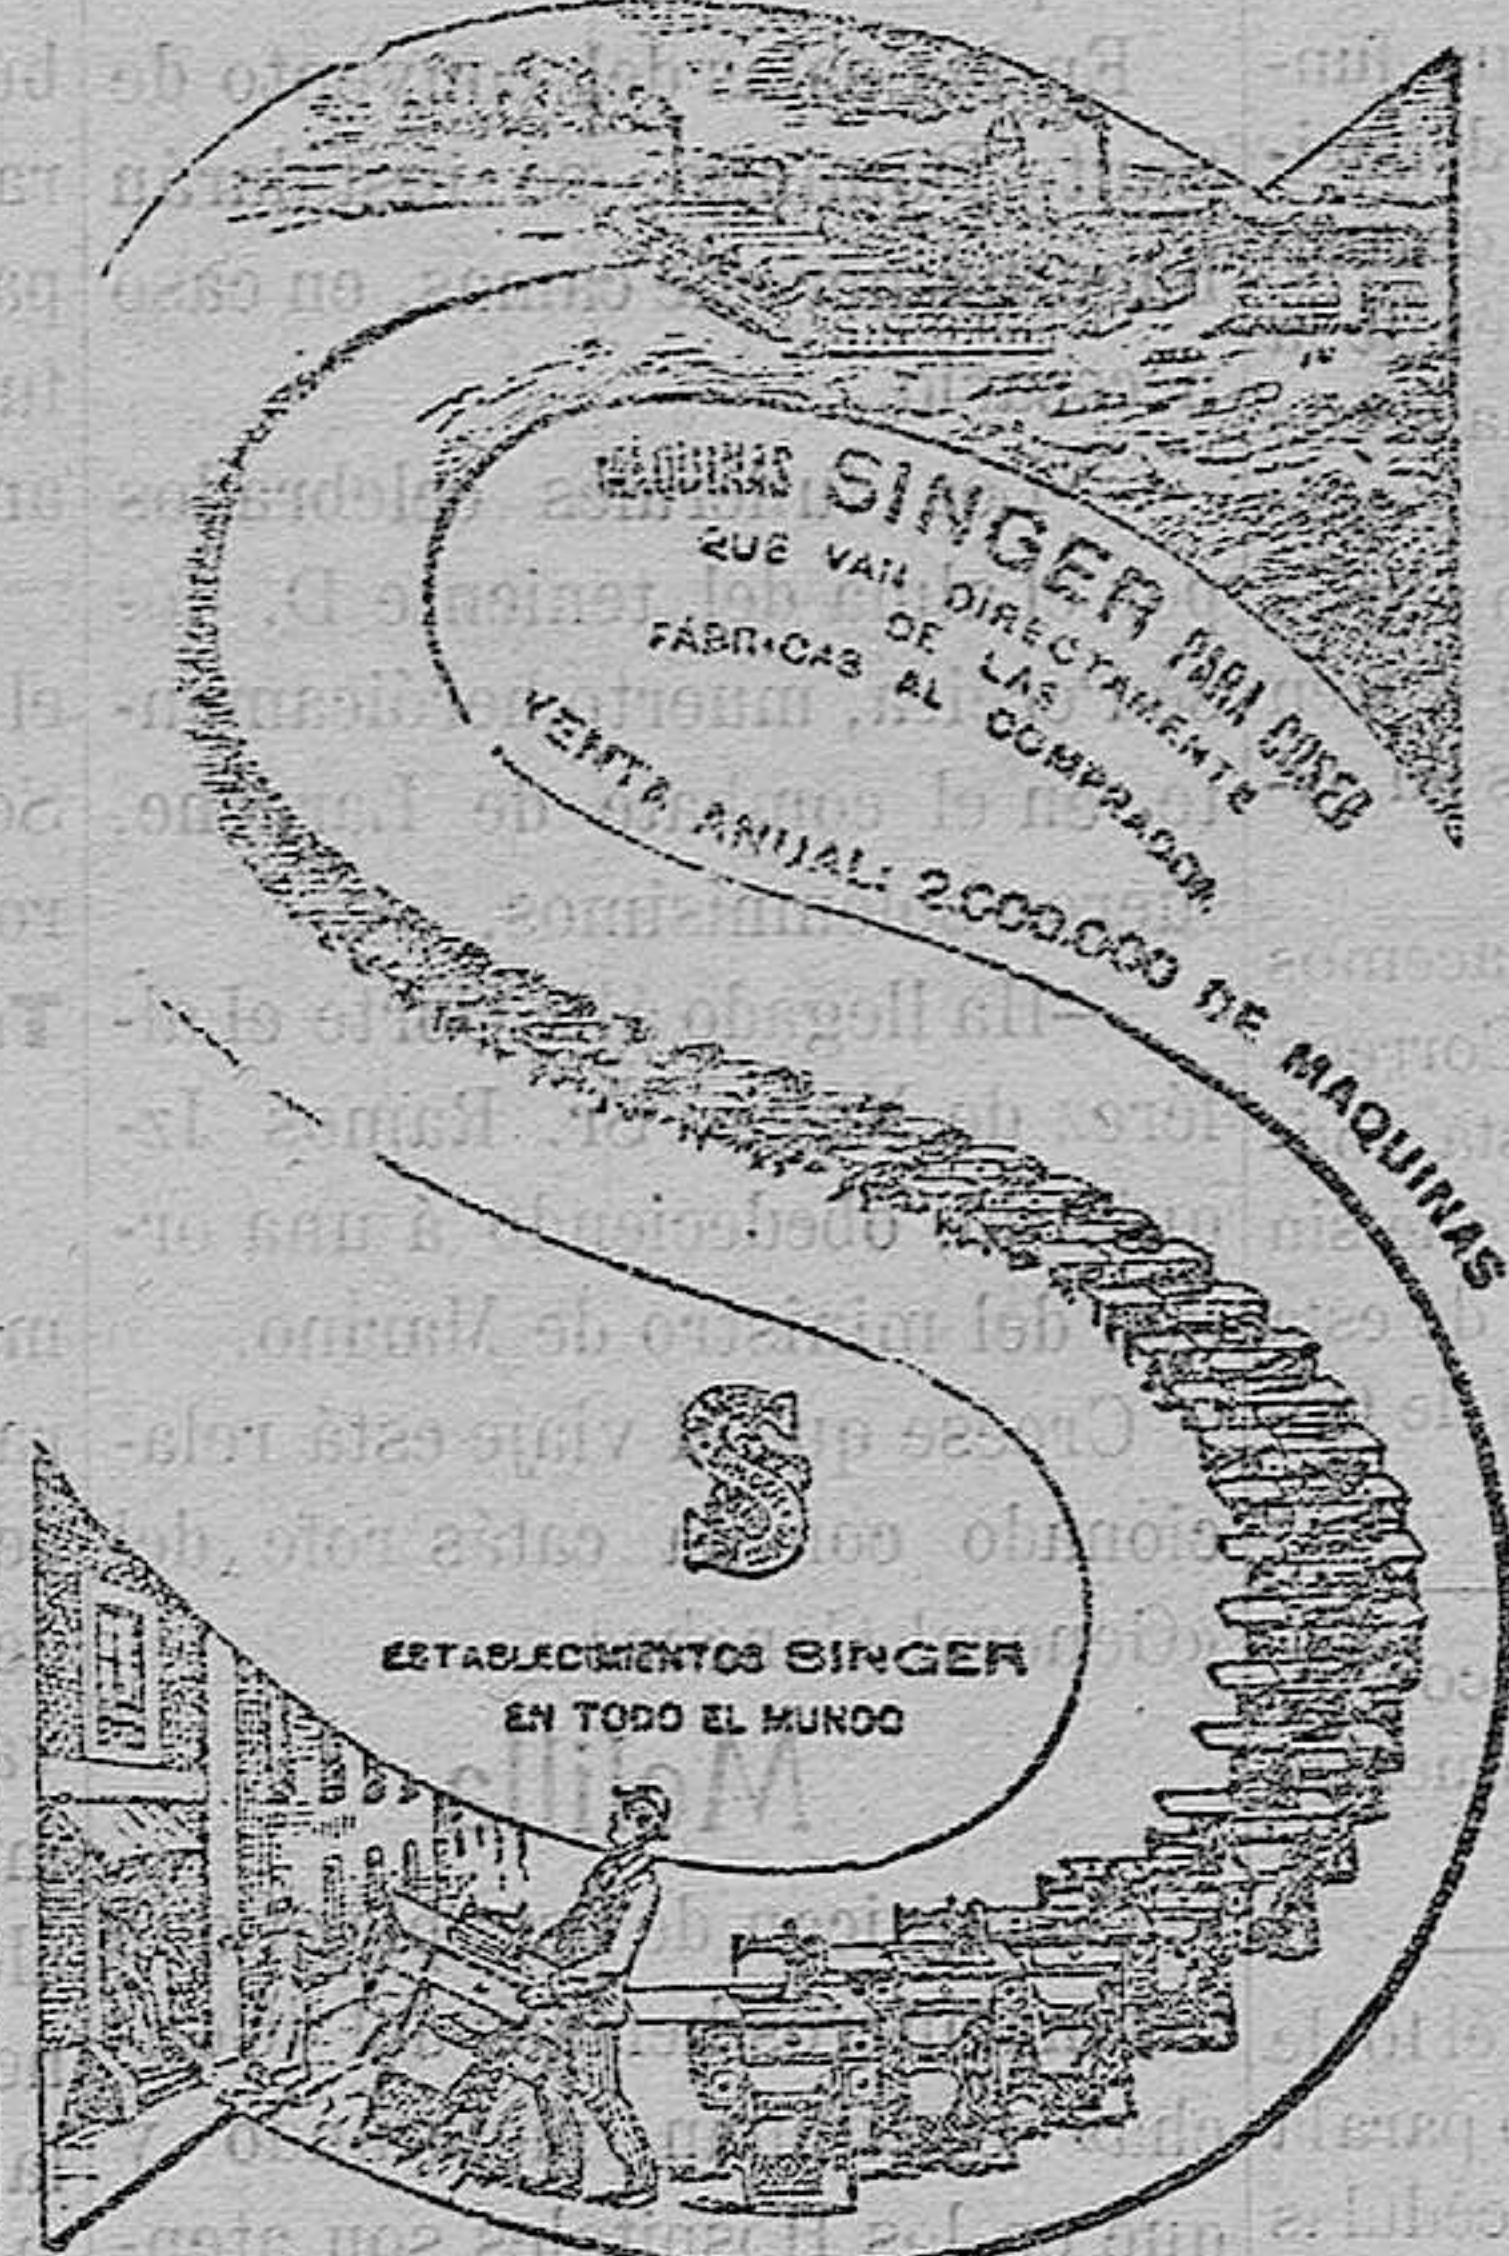 MÁQUINAS SINGER PARA COSER
QUE VAN DIRECTAMENTE
DE LAS
FÁBRICAS AL COMPRADOR
VENTA ANUAL: 2.000.000 DE MAQUINAS
S
ESTABLECIMIENTOS SINGER
EN TODO EL MUNDO